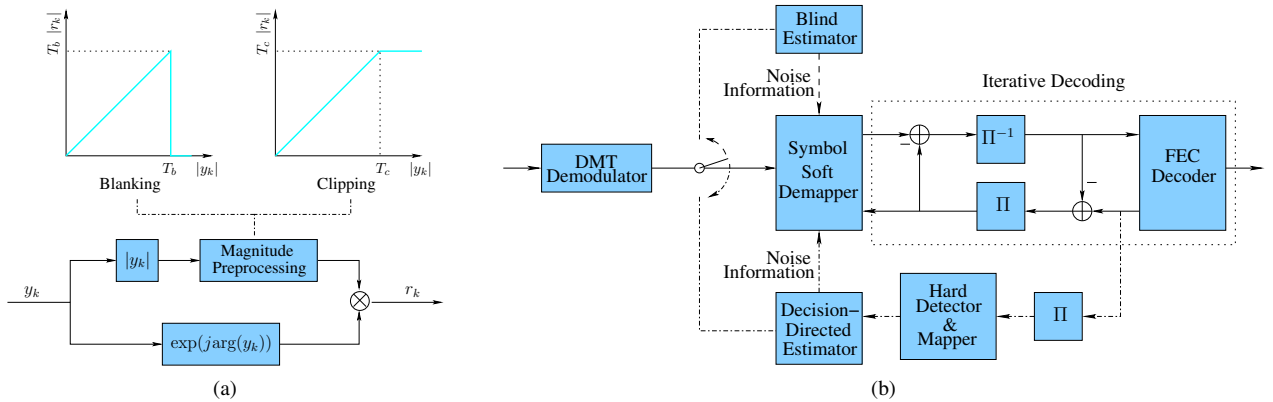 |r_k|
T_b
T_b
|y_k|
Blanking
|r_k|
T_c
T_c
|y_k|
Clipping
y_k
|y_k|
Magnitude
Preprocessing
exp(jarg(y_k))
⊗
r_k
(a)
Blind
Estimator
Noise
Information
Iterative Decoding
DMT
Demodulator
Symbol
Soft
Demapper
−
Π^{-1}
Π
−
FEC
Decoder
Noise
Information
Decision−
Directed
Estimator
Hard
Detector
&
Mapper
Π
(b)